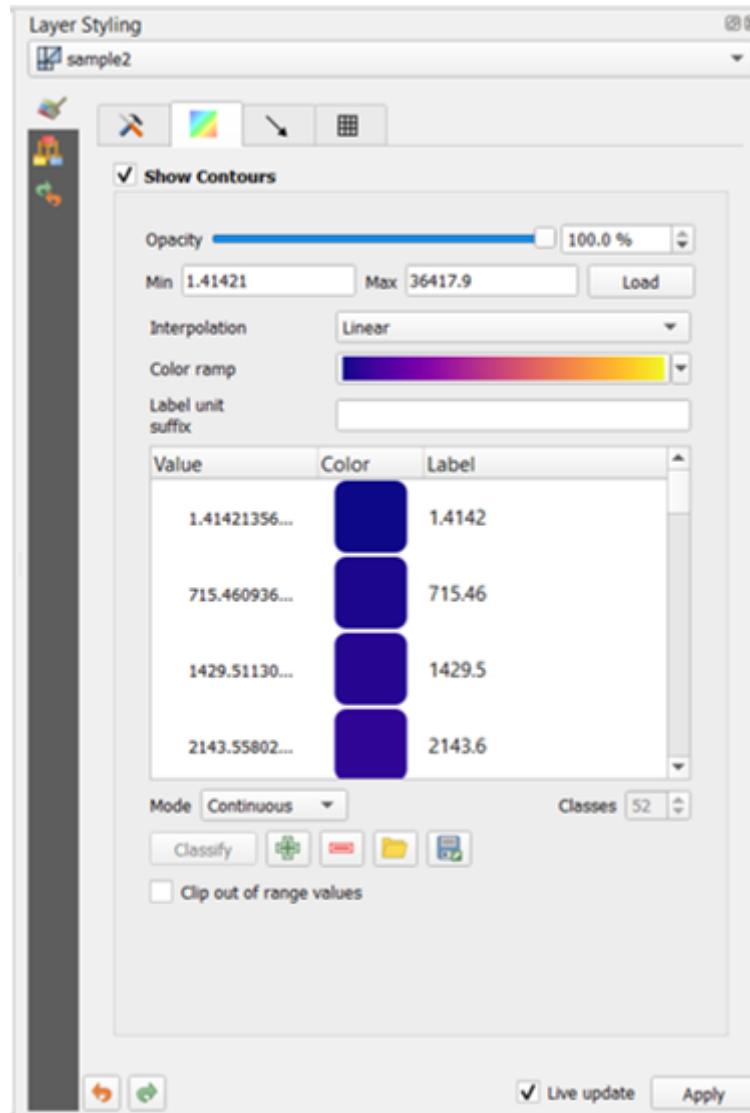 Layer Styling
sample2
Show Contours
Opacity 100.0 %
Min 1.41421 Max 36417.9 Load
Interpolation Linear
Color ramp
Label unit
suffix
Value Color Label
1.41421356... 1.4142
715.460936... 715.46
1429.51130... 1429.5
2143.55802... 2143.6
Mode Continuous Classes 52
Classify
Clip out of range values
Live update Apply